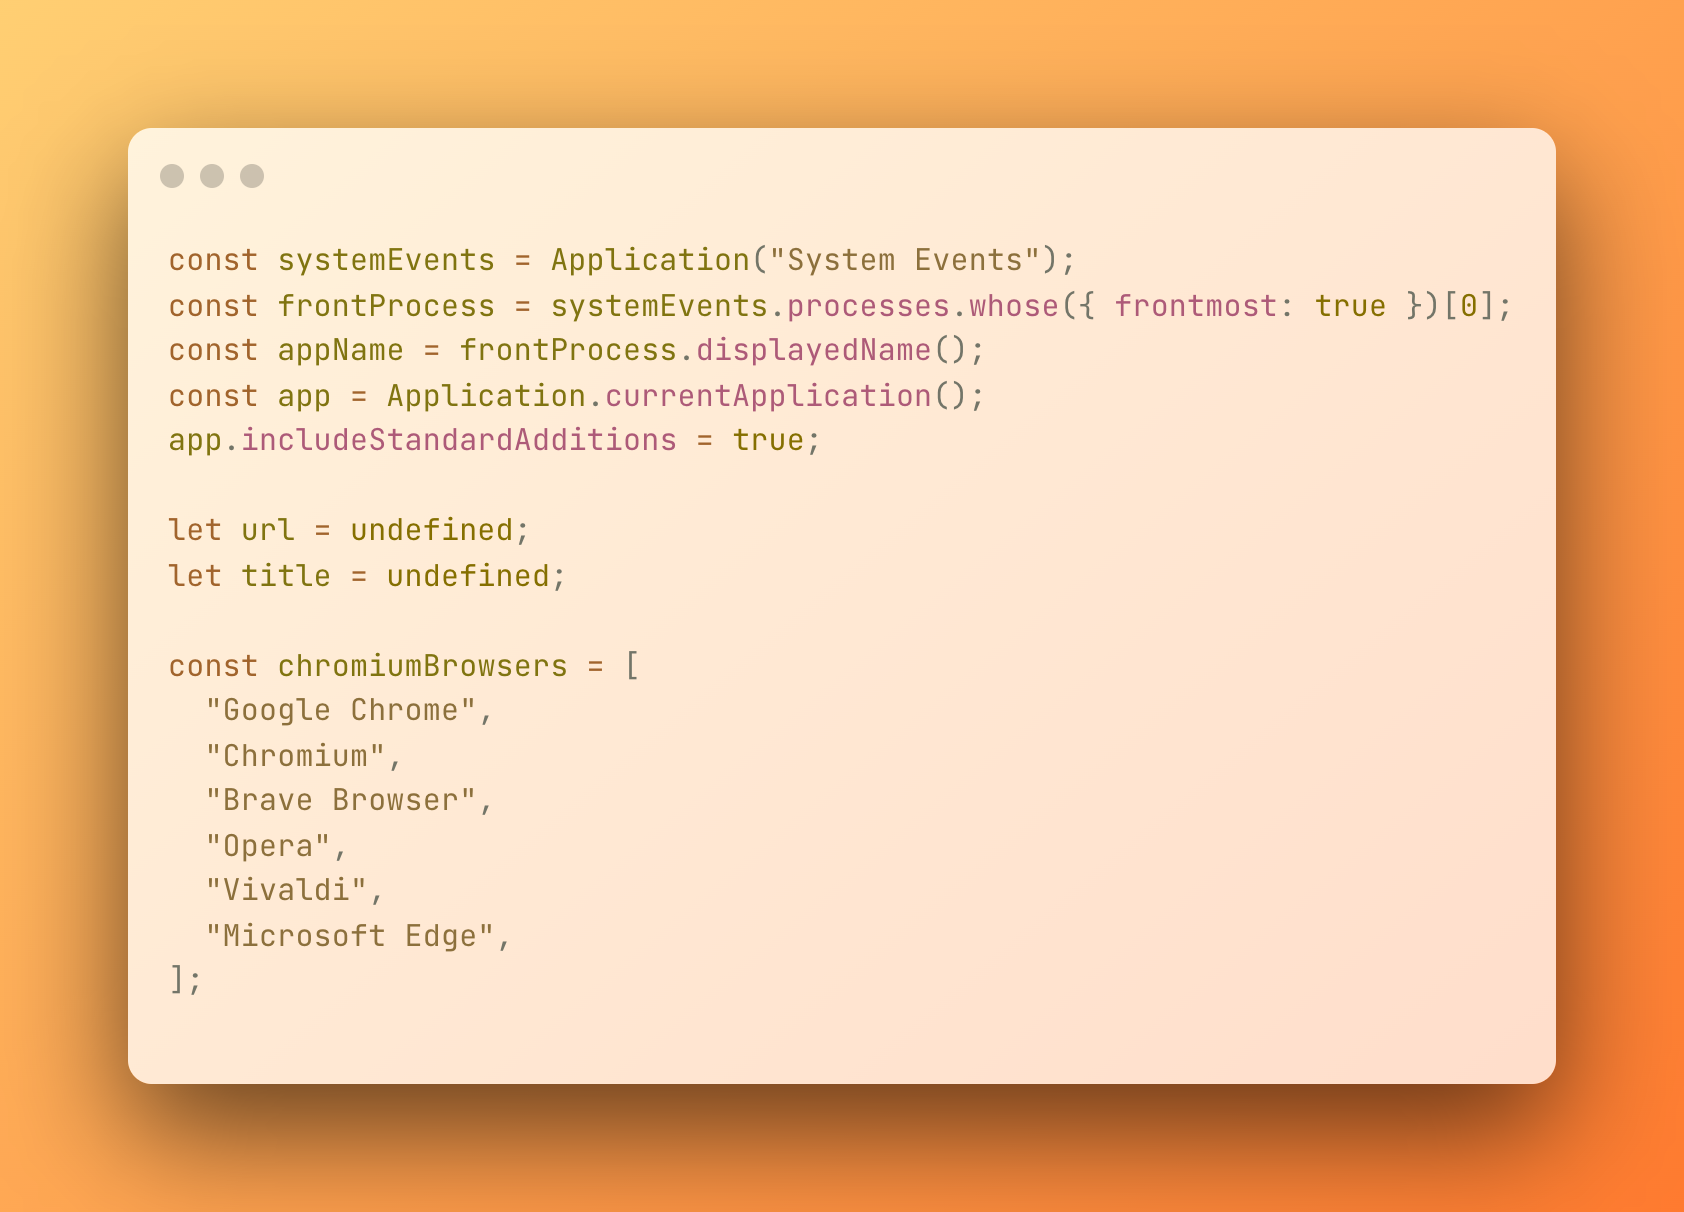 const systemEvents = Application("System Events");
const frontProcess = systemEvents.processes.whose({ frontmost: true })[0];
const appName = frontProcess.displayedName();
const app = Application.currentApplication();
app.includeStandardAdditions = true;

let url = undefined;
let title = undefined;

const chromiumBrowsers = [
  "Google Chrome",
  "Chromium",
  "Brave Browser",
  "Opera",
  "Vivaldi",
  "Microsoft Edge",
];